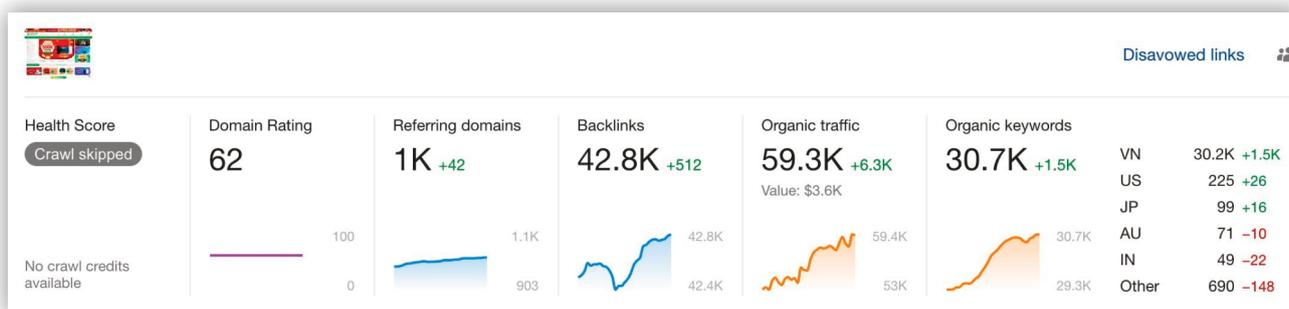 Disavowed links
Health Score
Crawl skipped
No crawl credits
available
Domain Rating
62
100
0
Referring domains
1K +42
1.1K
903
Backlinks
42.8K +512
42.8K
42.4K
Organic traffic
59.3K +6.3K
Value: $3.6K
59.4K
53K
Organic keywords
30.7K +1.5K
30.7K
29.3K
VN 30.2K +1.5K
US 225 +26
JP 99 +16
AU 71 −10
IN 49 −22
Other 690 −148